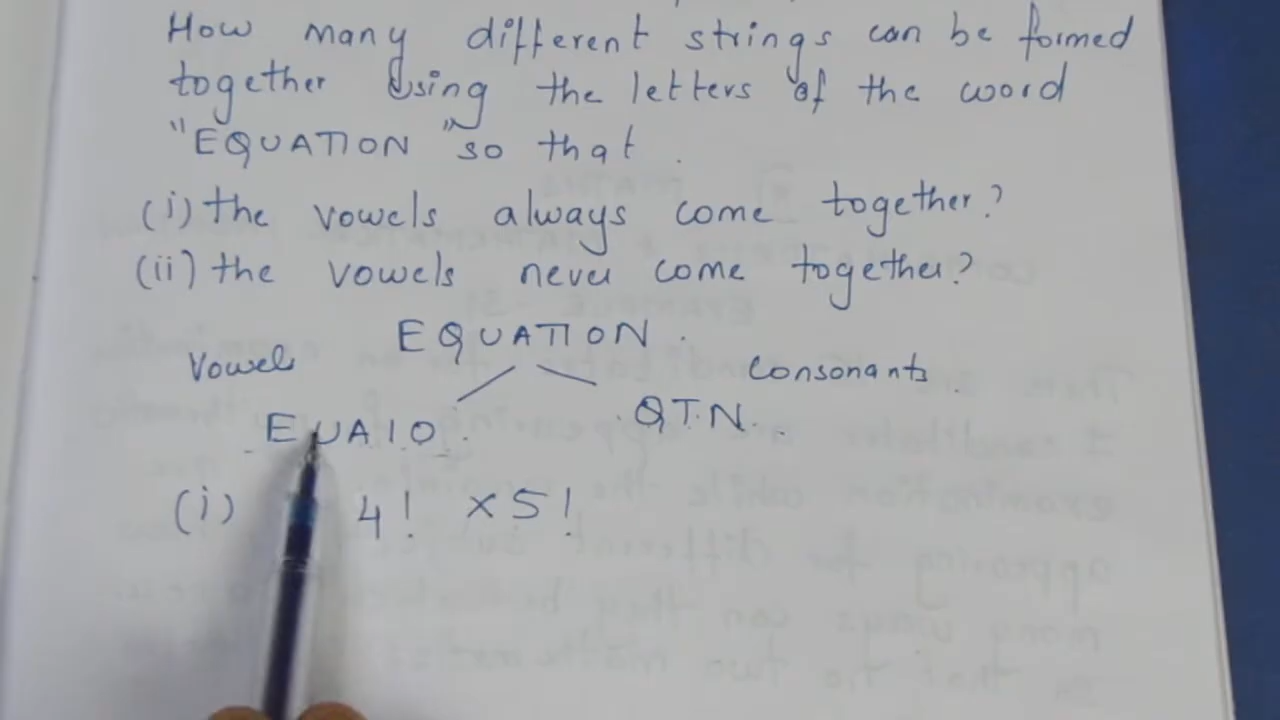 How many different strings can be formed
together Using the letters of the word
"EQUATION" so that.
(i) the vowels always come together?
(ii) the vowels never come together?
EQUATION.
Vowels
Consonants.
EUAIO.
QTN.
(i) 4! x 5!